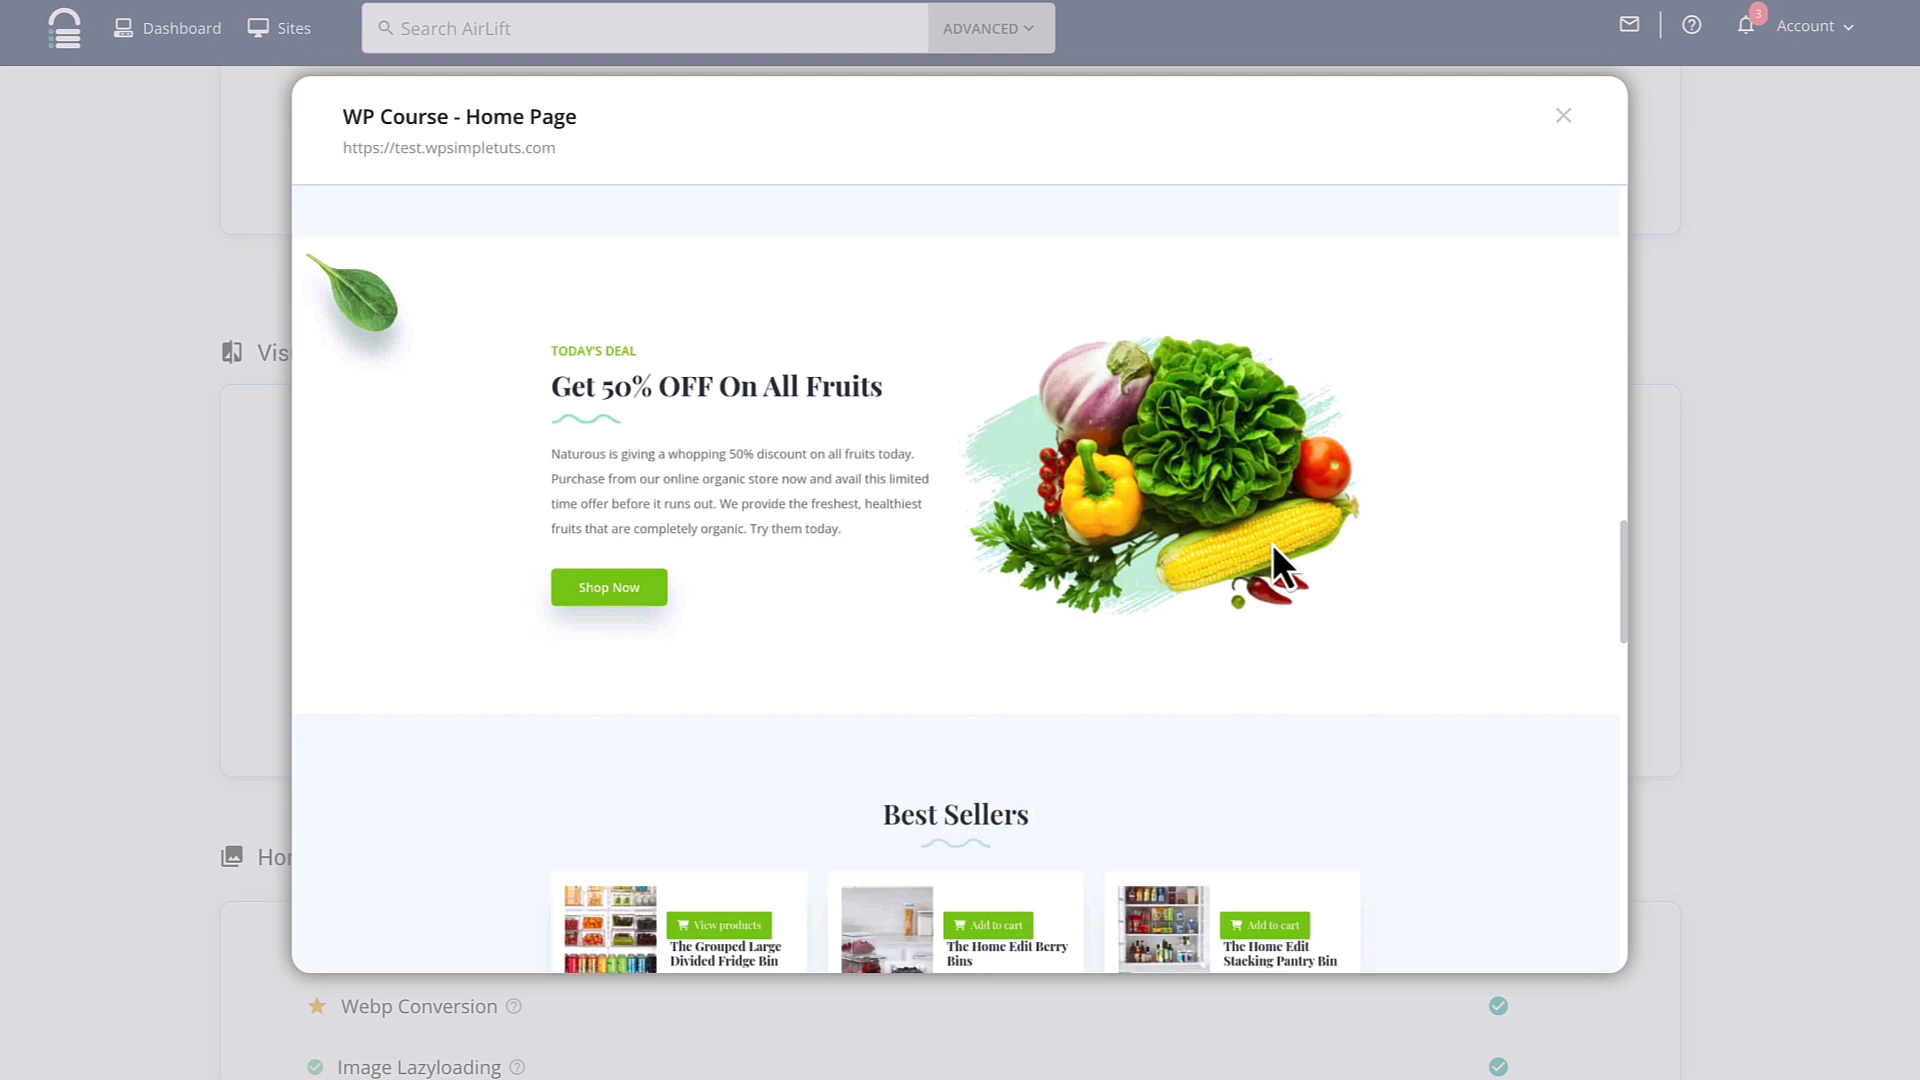 Dashboard
Sites
Search AirLift
ADVANCED
3
Account
WP Course - Home Page
https://test.wpsimpletuts.com
TODAY'S DEAL
Get 50% OFF On All Fruits
Naturous is giving a whopping 50% discount on all fruits today.
Purchase from our online organic store now and avail this limited
time offer before it runs out. We provide the freshest, healthiest
fruits that are completely organic. Try them today.
Shop Now
Best Sellers
View products
The Grouped Large
Divided Fridge Bin
Add to cart
The Home Edit Berry
Bins
Add to cart
The Home Edit
Stacking Pantry Bin
Webp Conversion
Image Lazyloading